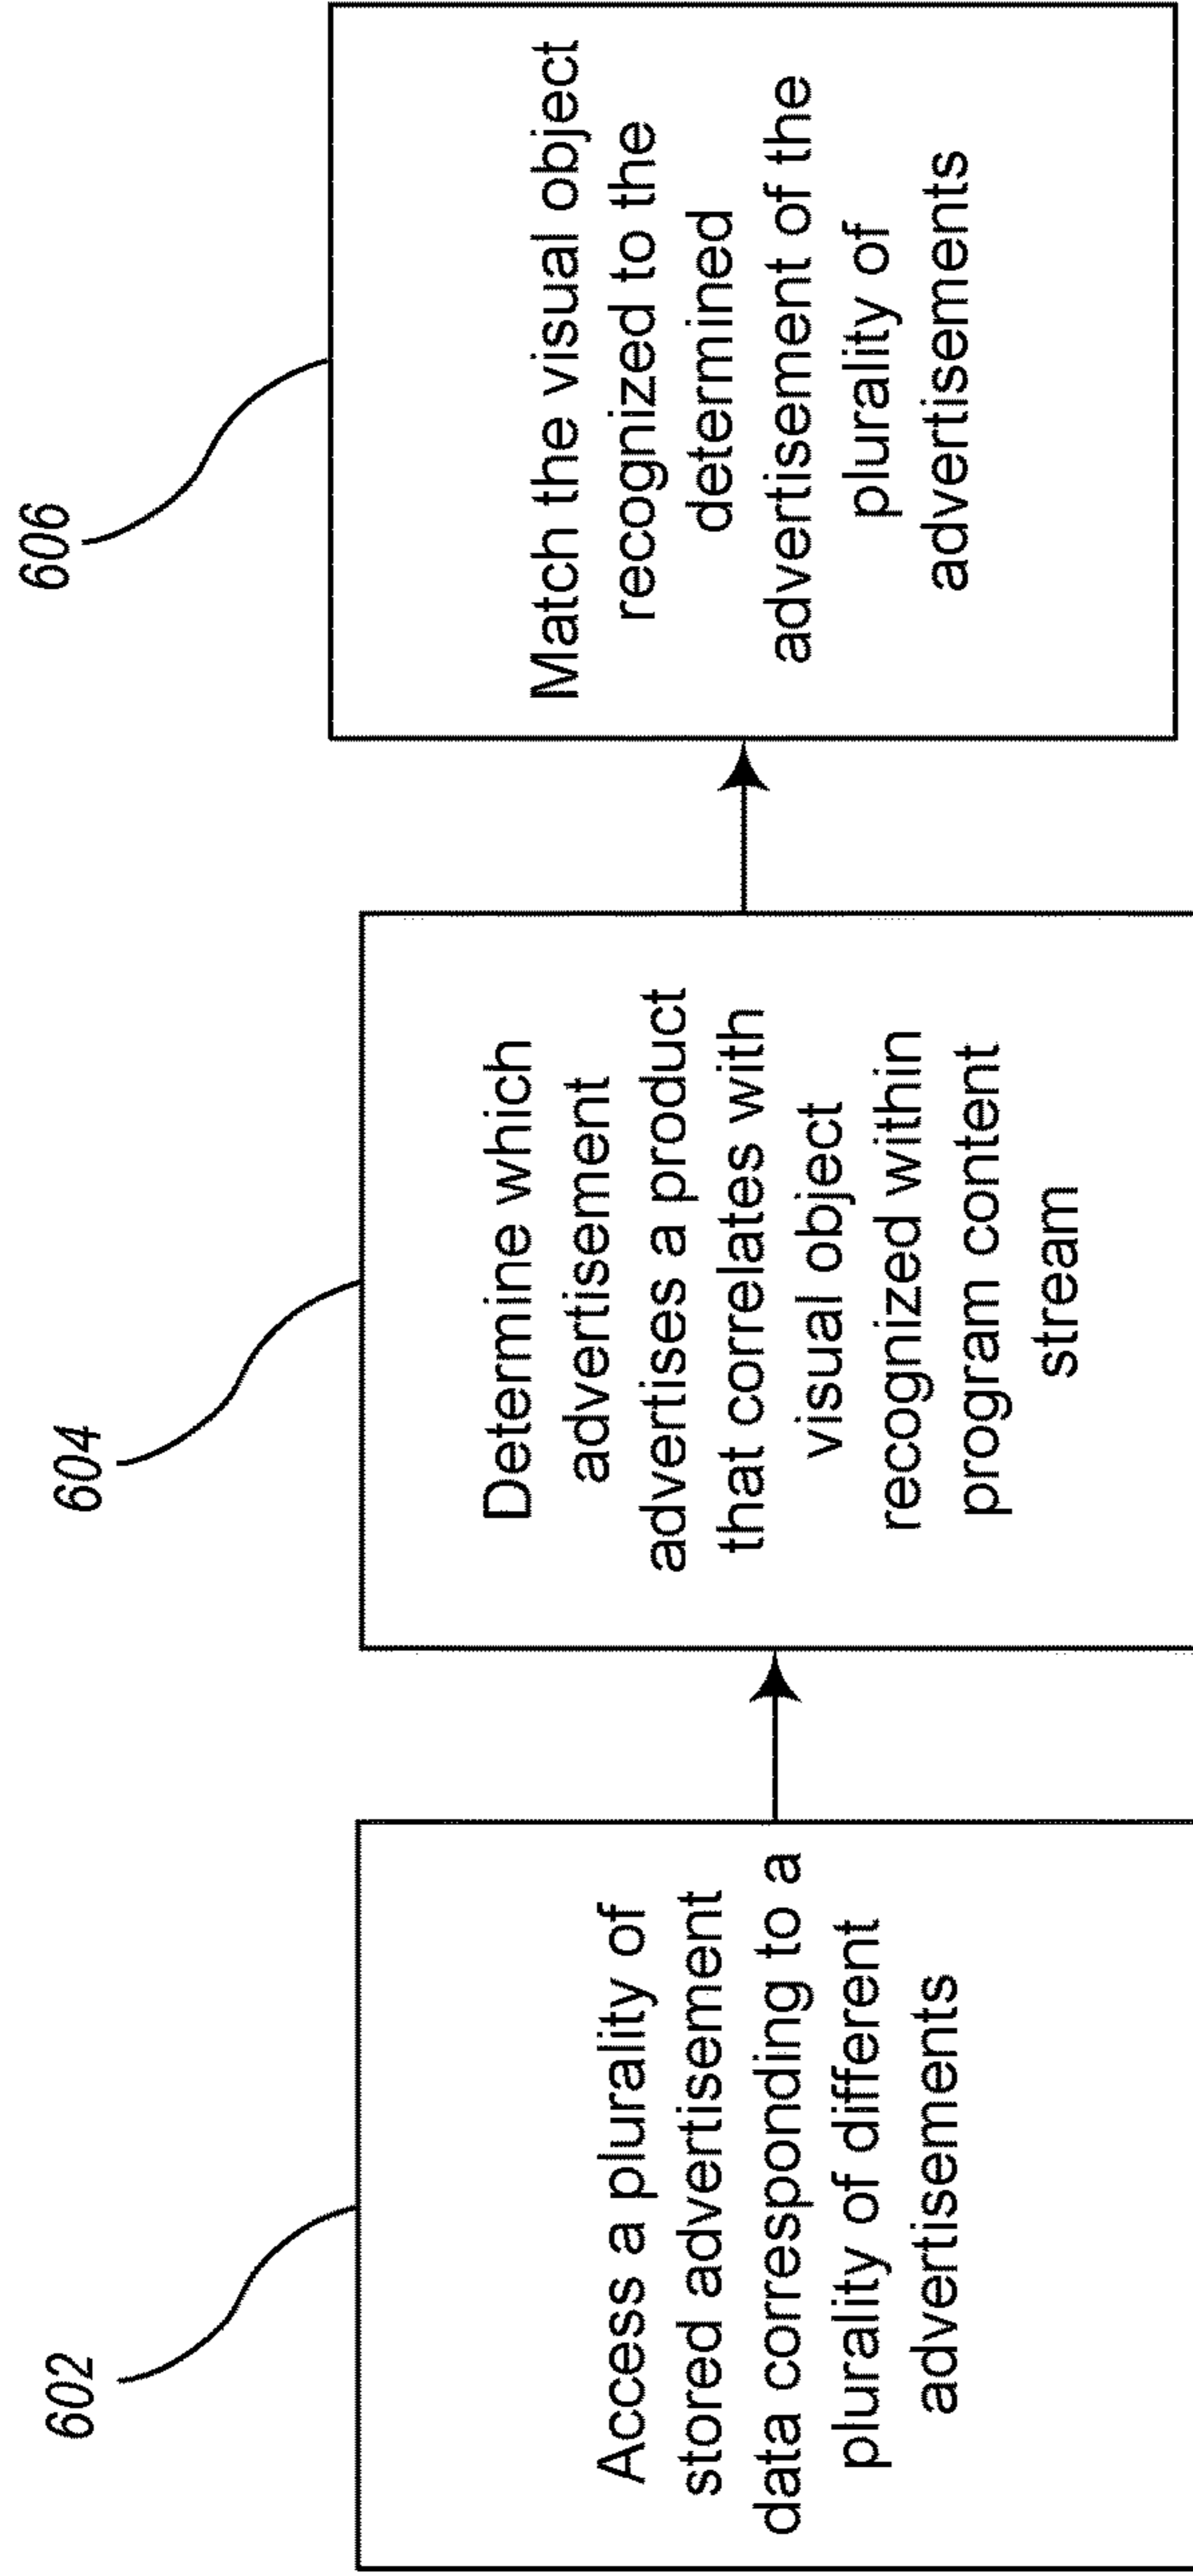 602
Access a plurality of
stored advertisement
data corresponding to a
plurality of different
advertisements
604
Determine which
advertisement
advertises a product
that correlates with
visual object
recognized within
program content
stream
606
Match the visual object
recognized to the
determined
advertisement of the
plurality of
advertisements